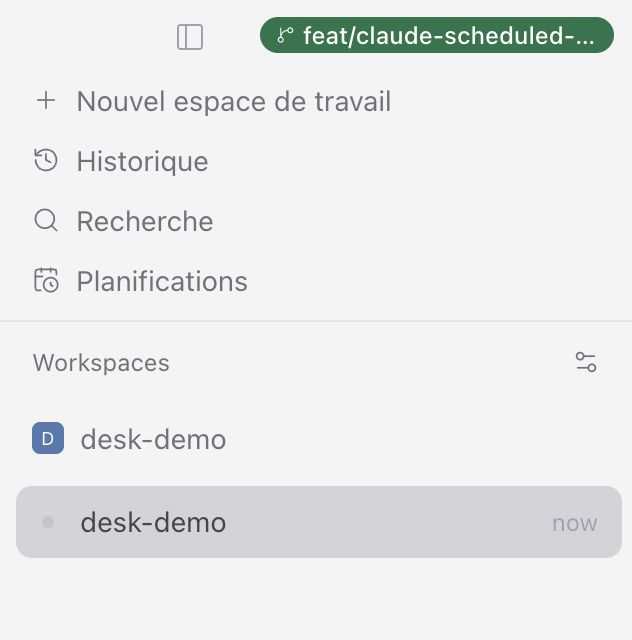 feat/claude-scheduled-...
Nouvel espace de travail
Historique
Recherche
Planifications
Workspaces
D desk-demo
desk-demo now